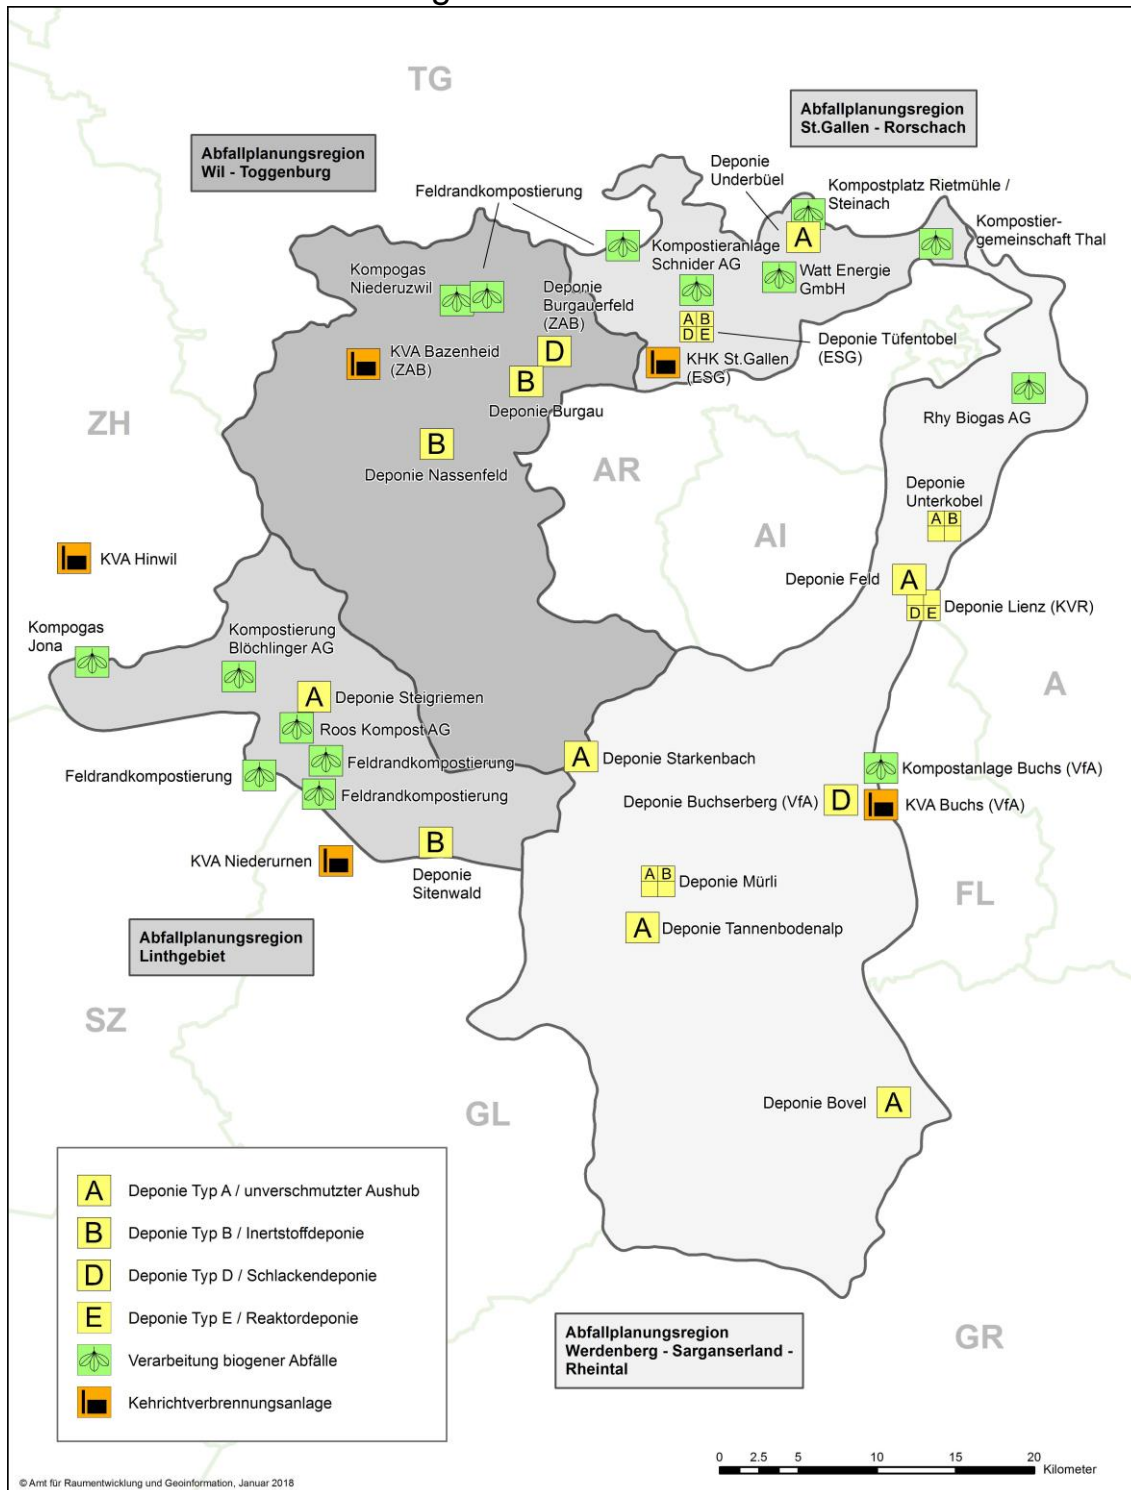 g
TG
Abfallplanungsregion
St.Gallen - Rorschach
Abfallplanungsregion
Wil - Toggenburg
Deponie
Underbüel
Feldrandkompostierung
Kompostplatz Rietmühle /
Steinach
Kompostier-
gemeinschaft Thal
A
Kompostieranlage
Schnider AG
Watt Energie
GmbH
Kompogas
Niederuzwil
Deponie
Burgauerfeld
(ZAB)
A B
D E
Deponie Tüfentobel
(ESG)
D
KVA Bazenheid
(ZAB)
KHK St.Gallen
(ESG)
B
Deponie Burgau
Rhy Biogas AG
ZH
B
Deponie Nassenfeld
AR
Deponie
Unterkobel
A B
AI
KVA Hinwil
Deponie Feld
A
D E
Deponie Lienz (KVR)
Kompogas
Jona
Kompostierung
Blöchlinger AG
A
A
Deponie Steigriemen
Roos Kompost AG
A
Deponie Starkenbach
Feldrandkompostierung
Feldrandkompostierung
Feldrandkompostierung
Kompostanlage Buchs (VfA)
Deponie Buchserberg (VfA)
D
KVA Buchs (VfA)
B
KVA Niederurnen
Deponie
Sitenwald
A B
Deponie Mürli
FL
A
Deponie Tannenbodenalp
Abfallplanungsregion
Linthgebiet
SZ
Deponie Bovel
A
GL
A
Deponie Typ A / unverschmutzter Aushub
B
Deponie Typ B / Inertstoffdeponie
D
Deponie Typ D / Schlackendeponie
E
Deponie Typ E / Reaktordeponie
Verarbeitung biogener Abfälle
Kehrichtverbrennungsanlage
Abfallplanungsregion
Werdenberg - Sarganserland -
Rheintal
GR
0 2.5 5 10 15 20
Kilometer
© Amt für Raumentwicklung und Geoinformation, Januar 2018